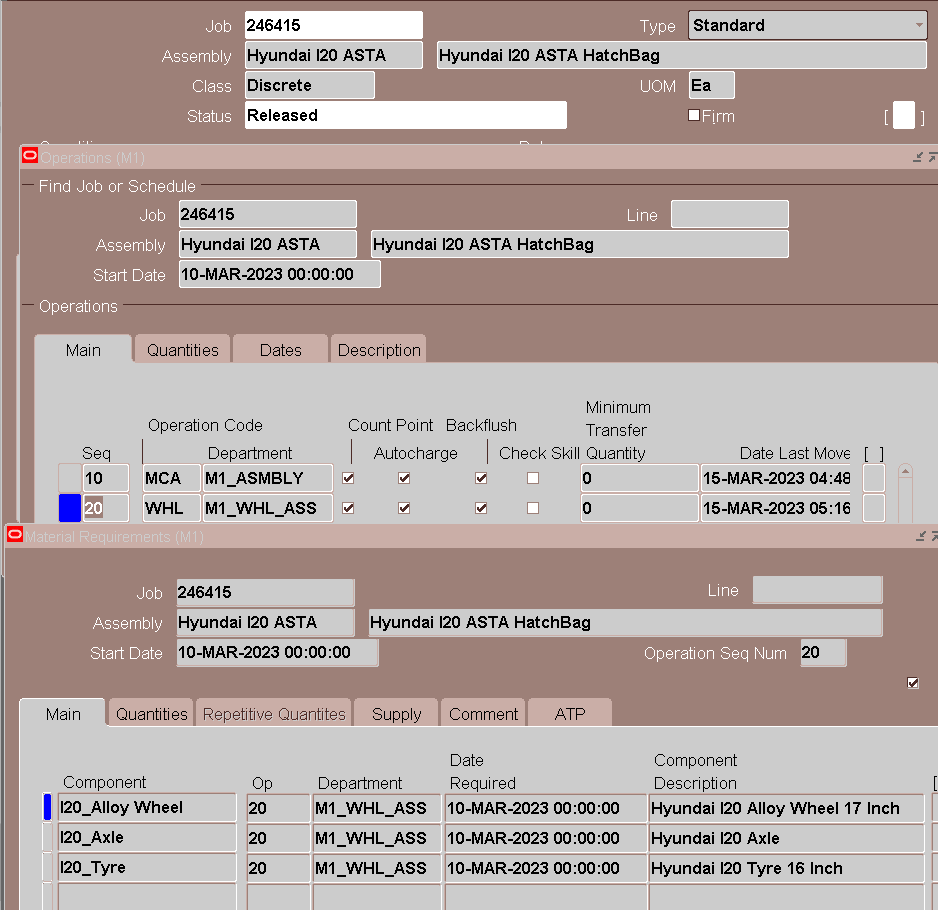 Job 246415 Type Standard
Assembly Hyundai I20 ASTA Hyundai I20 ASTA HatchBag
Class Discrete UOM Ea
Status Released Firm [ ]
Operations (M1)
Find Job or Schedule
Job 246415 Line
Assembly Hyundai I20 ASTA Hyundai I20 ASTA HatchBag
Start Date 10-MAR-2023 00:00:00
Operations
Main Quantities Dates Description
Minimum
Operation Code Count Point Backflush Transfer
Seq Department Autocharge Check Skill Quantity Date Last Move [ ]
10 MCA M1_ASMBLY 0 15-MAR-2023 04:48
20 WHL M1_WHL_ASS 0 15-MAR-2023 05:16
Material Requirements (M1)
Job 246415 Line
Assembly Hyundai I20 ASTA Hyundai I20 ASTA HatchBag
Start Date 10-MAR-2023 00:00:00 Operation Seq Num 20
Main Quantities Repetitive Quantites Supply Comment ATP
Date Component
Component Op Department Required Description [
I20_Alloy Wheel 20 M1_WHL_ASS 10-MAR-2023 00:00:00 Hyundai I20 Alloy Wheel 17 Inch
I20_Axle 20 M1_WHL_ASS 10-MAR-2023 00:00:00 Hyundai I20 Axle
I20_Tyre 20 M1_WHL_ASS 10-MAR-2023 00:00:00 Hyundai I20 Tyre 16 Inch